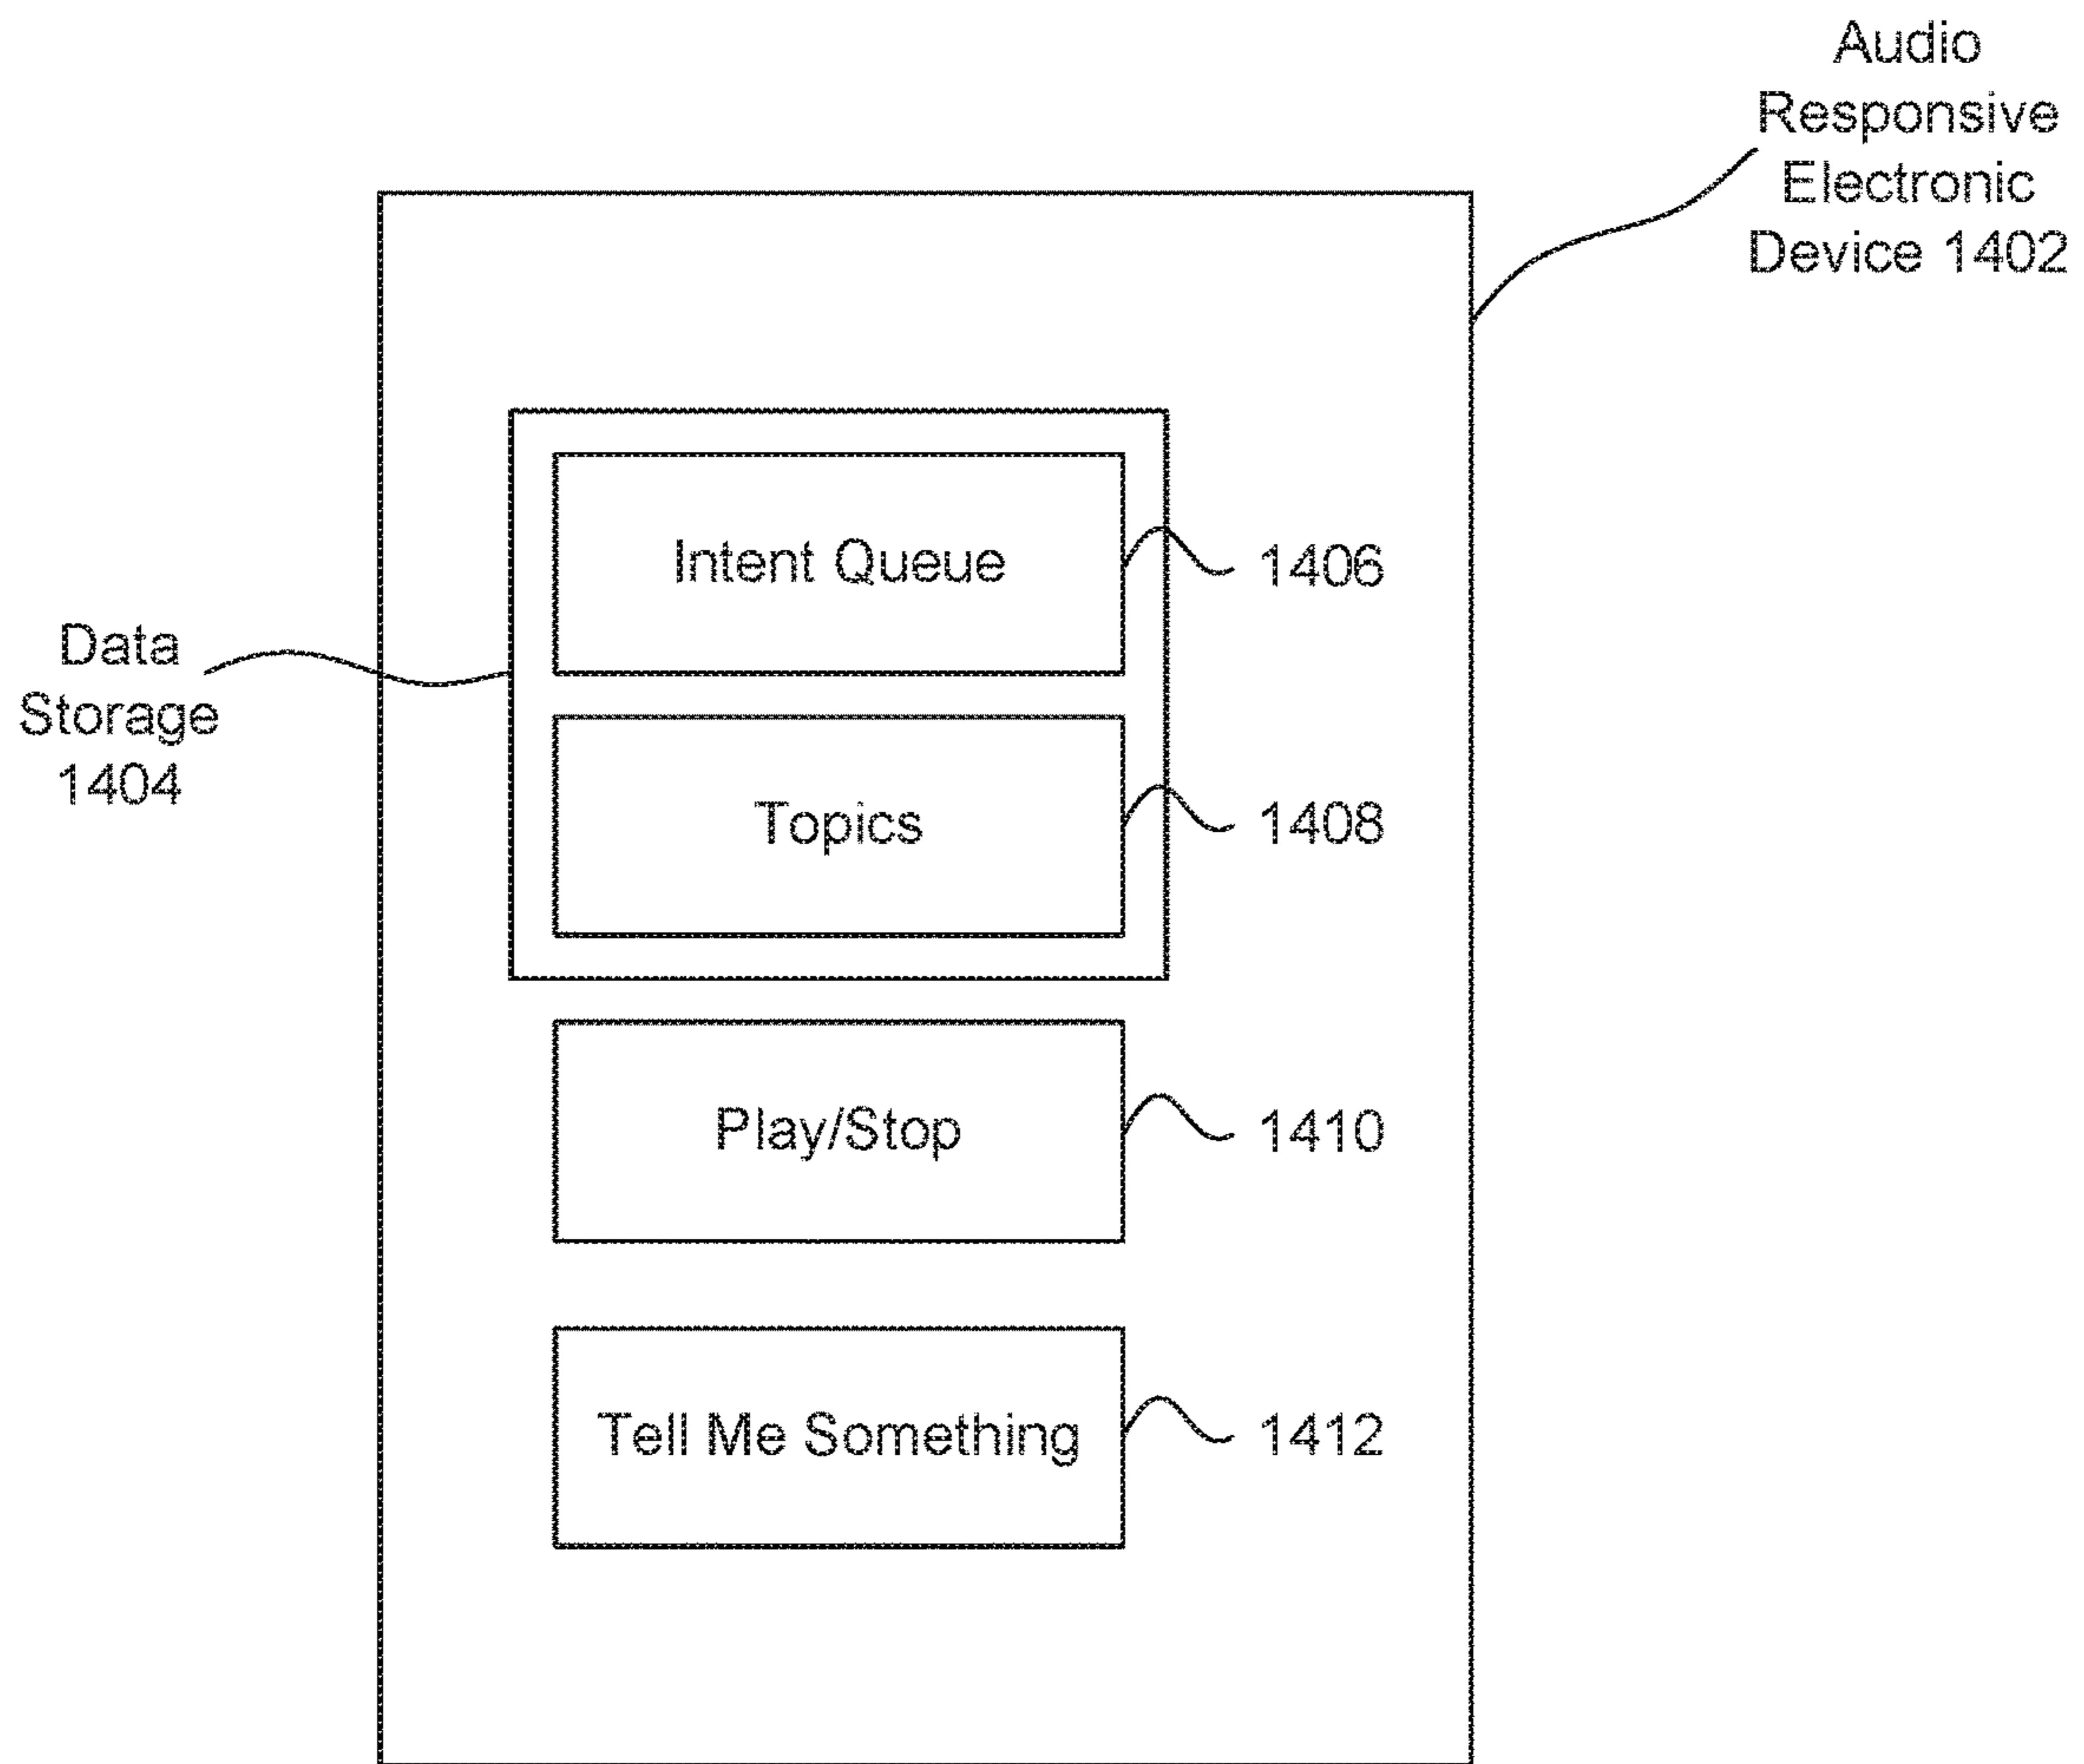 Audio
Responsive
Electronic
Device 1402
Intent Queue
1406
Data
Storage
1404
Topics
1408
Play/Stop
1410
Tell Me Something
1412